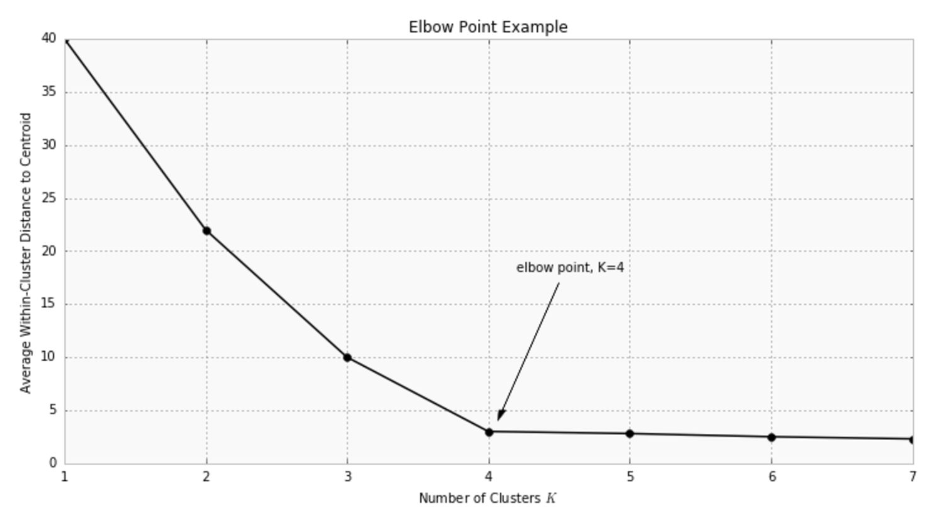 Elbow Point Example
40
35
30
25
20
15
10
5
0
Average Within-Cluster Distance to Centroid
elbow point, K=4
1 2 3 4 5 6 7
Number of Clusters K